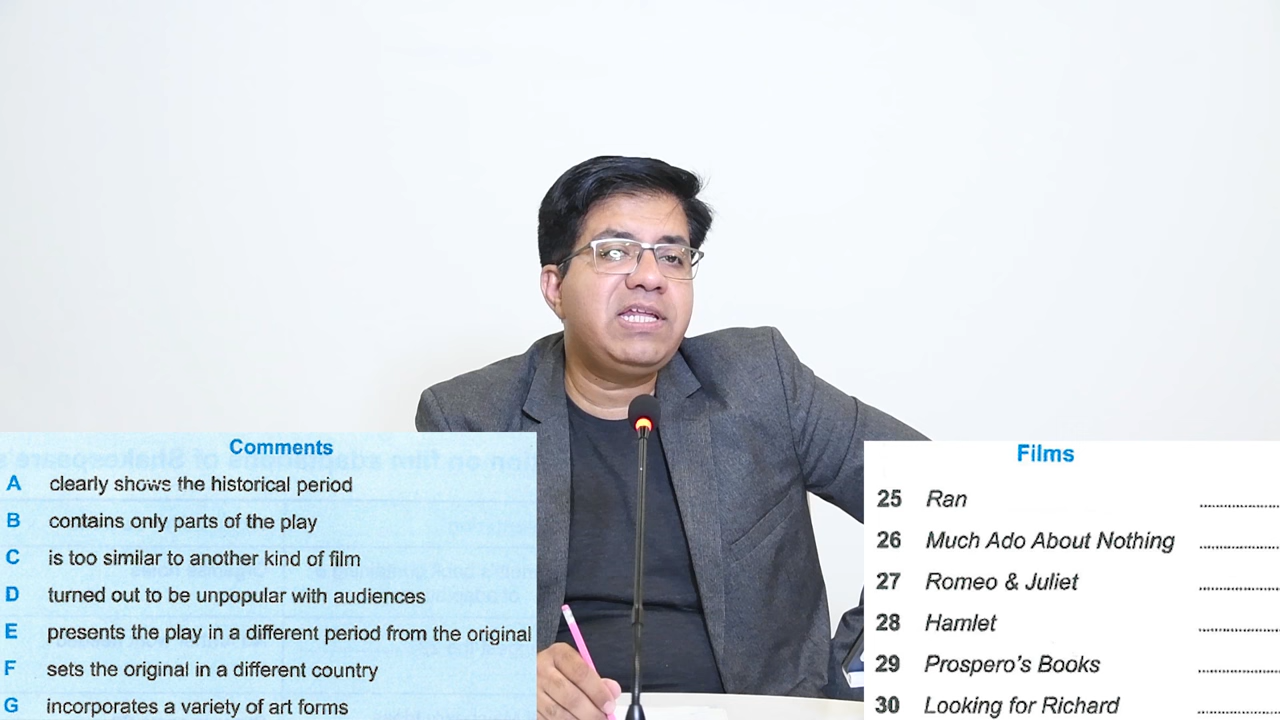 Comments
A clearly shows the historical period
B contains only parts of the play
C is too similar to another kind of film
D turned out to be unpopular with audiences
E presents the play in a different period from the original
F sets the original in a different country
G incorporates a variety of art forms
Films
25 Ran ....................
26 Much Ado About Nothing ....................
27 Romeo & Juliet ....................
28 Hamlet ....................
29 Prospero's Books ....................
30 Looking for Richard ....................